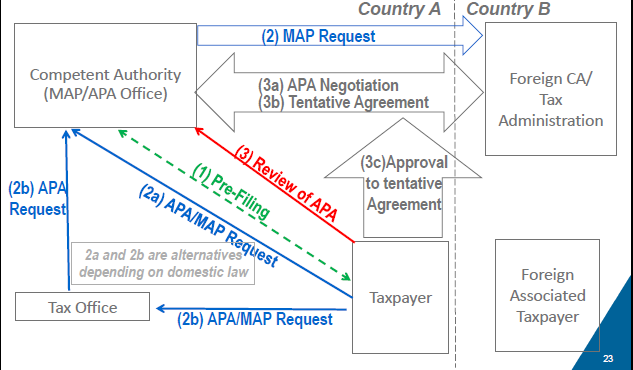 Country A
Country B
(2) MAP Request
Competent Authority
(MAP/APA Office)
(3a) APA Negotiation
(3b) Tentative Agreement
Foreign CA/
Tax
Administration
(3c)Approval
to tentative
Agreement
(3) Review of APA
(1) Pre-Filing
(2a) APA/MAP Request
(2b) APA
Request
2a and 2b are alternatives
depending on domestic law
Tax Office
(2b) APA/MAP Request
Taxpayer
Foreign
Associated
Taxpayer
23